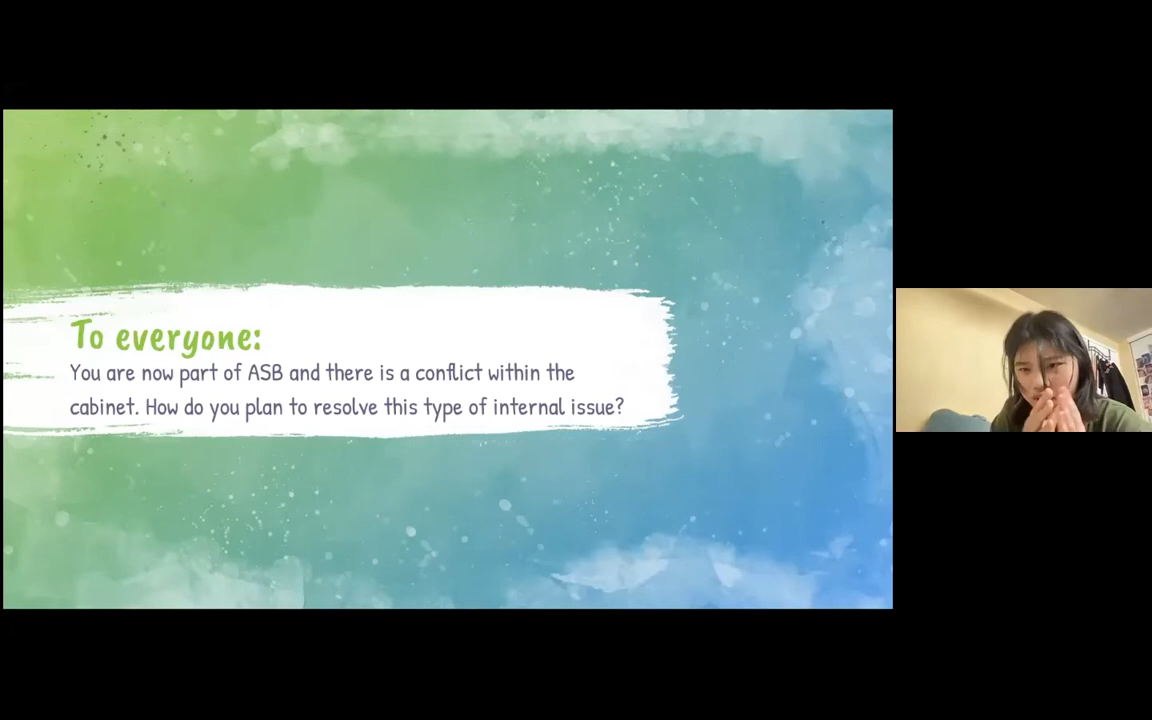 To everyone:
You are now part of ASB and there is a conflict within the
cabinet. How do you plan to resolve this type of internal issue?